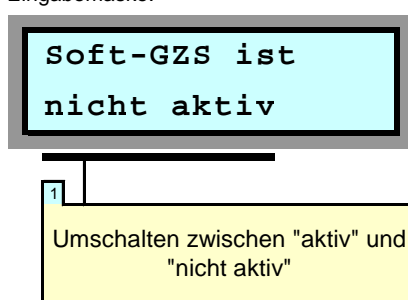 Soft-GZS ist
nicht aktiv
1
Umschalten zwischen "aktiv" und
"nicht aktiv"